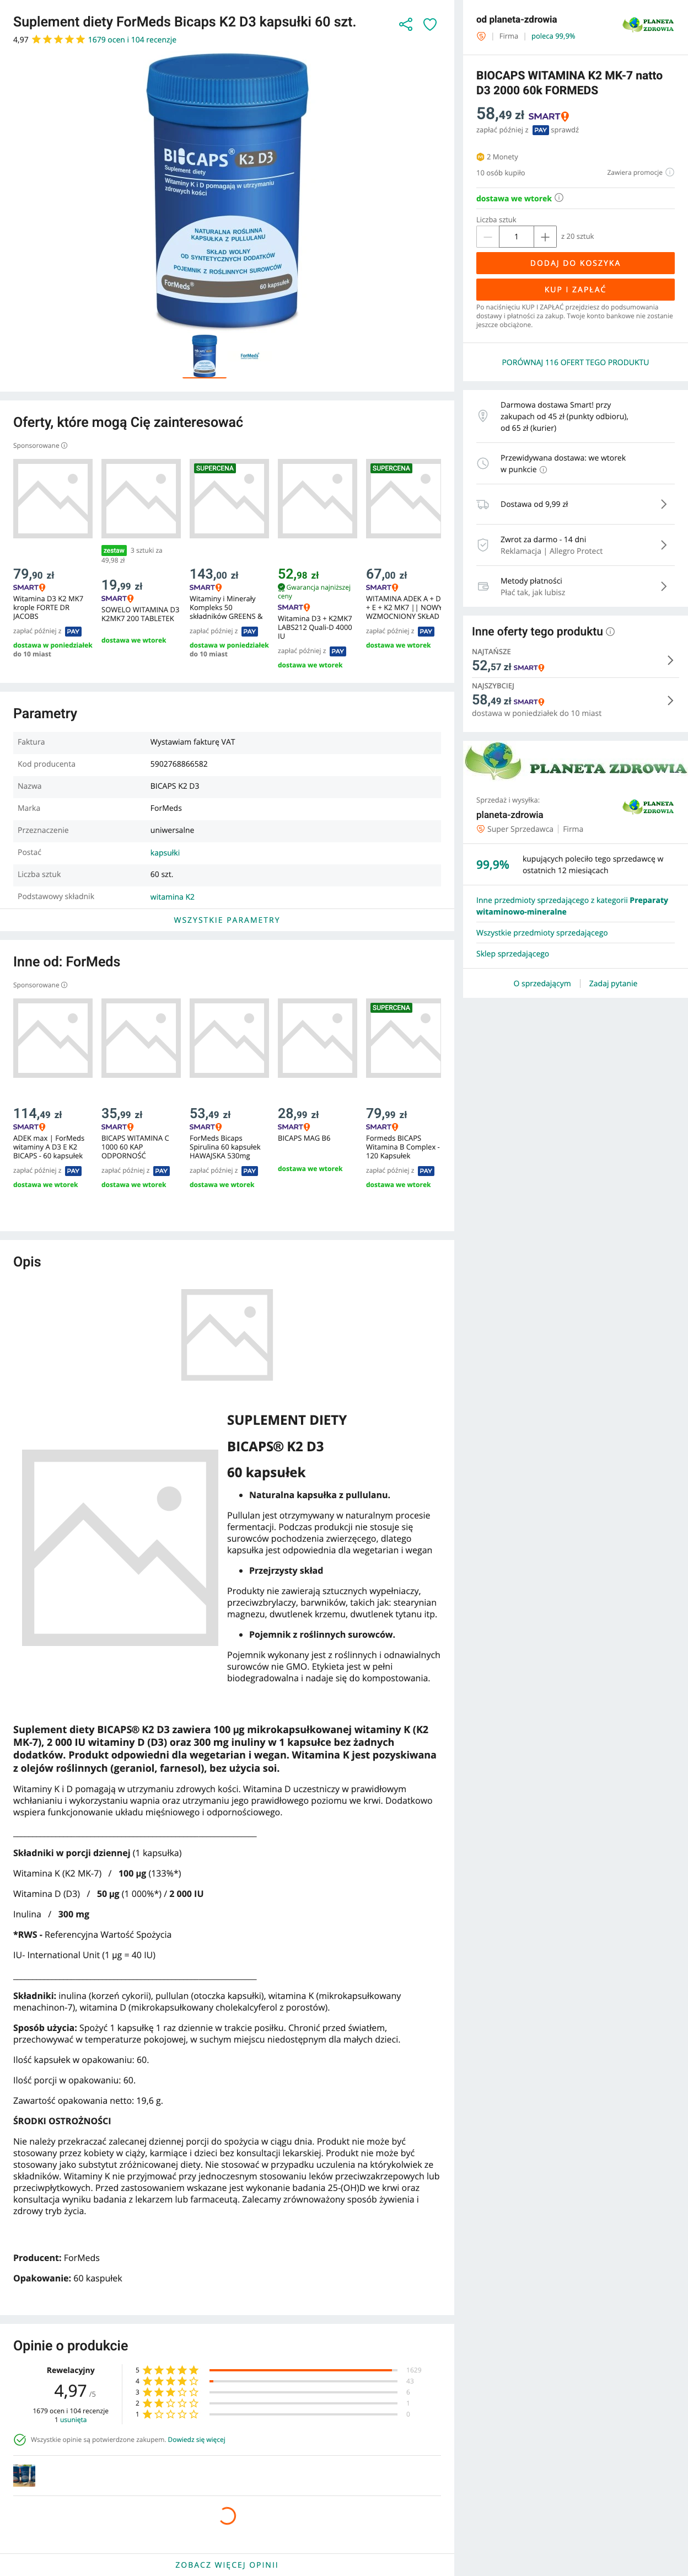 Suplement diety ForMeds Bicaps K2 D3 kapsułki 60 szt.
4,97 1679 ocen i 104 recenzje
BICAPS® K2 D3
Suplement diety
Witaminy K i D pomagają w utrzymaniu
zdrowych kości.
NATURALNA ROŚLINNA
KAPSUŁKA Z PULLULANU
SKŁAD WOLNY
OD SYNTETYCZNYCH DODATKÓW
POJEMNIK Z ROŚLINNYCH SUROWCÓW
ForMeds®
60 kapsułek
ForMeds
od planeta-zdrowia
PLANETA
ZDROWIA
Firma | poleca 99,9%
BIOCAPS WITAMINA K2 MK-7 natto
D3 2000 60k FORMEDS
58,49 zł SMART
zapłać później z PAY sprawdź
2 Monety
10 osób kupiło
Zawiera promocje
dostawa we wtorek
Liczba sztuk
− 1 + z 20 sztuk
DODAJ DO KOSZYKA
KUP I ZAPŁAĆ
Po naciśnięciu KUP I ZAPŁAĆ przejdziesz do podsumowania
dostawy i płatności za zakup. Twoje konto bankowe nie zostanie
jeszcze obciążone.
PORÓWNAJ 116 OFERT TEGO PRODUKTU
Darmowa dostawa Smart! przy
zakupach od 45 zł (punkty odbioru),
od 65 zł (kurier)
Przewidywana dostawa: we wtorek
w punkcie
Dostawa od 9,99 zł
Zwrot za darmo - 14 dni
Reklamacja | Allegro Protect
Metody płatności
Płać tak, jak lubisz
Inne oferty tego produktu
NAJTAŃSZE
52,57 zł SMART
NAJSZYBCIEJ
58,49 zł SMART
dostawa w poniedziałek do 10 miast
PLANETA ZDROWIA
Sprzedaż i wysyłka:
planeta-zdrowia
PLANETA
ZDROWIA
Super Sprzedawca | Firma
99,9%
kupujących poleciło tego sprzedawcę w
ostatnich 12 miesiącach
Inne przedmioty sprzedającego z kategorii Preparaty
witaminowo-mineralne
Wszystkie przedmioty sprzedającego
Sklep sprzedającego
O sprzedającym | Zadaj pytanie
Oferty, które mogą Cię zainteresować
Sponsorowane
79,90 zł
SMART
Witamina D3 K2 MK7
krople FORTE DR
JACOBS
zapłać później z PAY
dostawa w poniedziałek
do 10 miast
zestaw 3 sztuki za
49,98 zł
19,99 zł
SMART
SOWELO WITAMINA D3
K2MK7 200 TABLETEK
dostawa we wtorek
SUPERCENA
143,00 zł
SMART
Witaminy i Minerały
Kompleks 50
składników GREENS &
zapłać później z PAY
dostawa w poniedziałek
do 10 miast
52,98 zł
Gwarancja najniższej
ceny
SMART
Witamina D3 + K2MK7
LABS212 Quali-D 4000
IU
zapłać później z PAY
dostawa we wtorek
SUPERCENA
67,00 zł
SMART
WITAMINA ADEK A + D
+ E + K2 MK7 || NOWY
WZMOCNIONY SKŁAD
zapłać później z PAY
dostawa we wtorek
Parametry
Faktura Wystawiam fakturę VAT
Kod producenta 5902768866582
Nazwa BICAPS K2 D3
Marka ForMeds
Przeznaczenie uniwersalne
Postać kapsułki
Liczba sztuk 60 szt.
Podstawowy składnik witamina K2
WSZYSTKIE PARAMETRY
Inne od: ForMeds
Sponsorowane
114,49 zł
SMART
ADEK max | ForMeds
witaminy A D3 E K2
BICAPS - 60 kapsułek
zapłać później z PAY
dostawa we wtorek
35,99 zł
SMART
BICAPS WITAMINA C
1000 60 KAP
ODPORNOŚĆ
zapłać później z PAY
dostawa we wtorek
53,49 zł
SMART
ForMeds Bicaps
Spirulina 60 kapsułek
HAWAJSKA 530mg
zapłać później z PAY
dostawa we wtorek
28,99 zł
SMART
BICAPS MAG B6
dostawa we wtorek
SUPERCENA
79,99 zł
SMART
Formeds BICAPS
Witamina B Complex -
120 Kapsułek
zapłać później z PAY
dostawa we wtorek
Opis
SUPLEMENT DIETY
BICAPS® K2 D3
60 kapsułek
• Naturalna kapsułka z pullulanu.
Pullulan jest otrzymywany w naturalnym procesie
fermentacji. Podczas produkcji nie stosuje się
surowców pochodzenia zwierzęcego, dlatego
kapsułka jest odpowiednia dla wegetarian i wegan
• Przejrzysty skład
Produkty nie zawierają sztucznych wypełniaczy,
przeciwzbrylaczy, barwników, takich jak: stearynian
magnezu, dwutlenek krzemu, dwutlenek tytanu itp.
• Pojemnik z roślinnych surowców.
Pojemnik wykonany jest z roślinnych i odnawialnych
surowców nie GMO. Etykieta jest w pełni
biodegradowalna i nadaje się do kompostowania.
Suplement diety BICAPS® K2 D3 zawiera 100 µg mikrokapsułkowanej witaminy K (K2
MK-7), 2 000 IU witaminy D (D3) oraz 300 mg inuliny w 1 kapsułce bez żadnych
dodatków. Produkt odpowiedni dla wegetarian i wegan. Witamina K jest pozyskiwana
z olejów roślinnych (geraniol, farnesol), bez użycia soi.
Witaminy K i D pomagają w utrzymaniu zdrowych kości. Witamina D uczestniczy w prawidłowym
wchłanianiu i wykorzystaniu wapnia oraz utrzymaniu jego prawidłowego poziomu we krwi. Dodatkowo
wspiera funkcjonowanie układu mięśniowego i odpornościowego.
Składniki w porcji dziennej (1 kapsułka)
Witamina K (K2 MK-7) / 100 µg (133%*)
Witamina D (D3) / 50 µg (1 000%*) / 2 000 IU
Inulina / 300 mg
*RWS - Referencyjna Wartość Spożycia
IU- International Unit (1 µg = 40 IU)
Składniki: inulina (korzeń cykorii), pullulan (otoczka kapsułki), witamina K (mikrokapsułkowany
menachinon-7), witamina D (mikrokapsułkowany cholekalcyferol z porostów).
Sposób użycia: Spożyć 1 kapsułkę 1 raz dziennie w trakcie posiłku. Chronić przed światłem,
przechowywać w temperaturze pokojowej, w suchym miejscu niedostępnym dla małych dzieci.
Ilość kapsułek w opakowaniu: 60.
Ilość porcji w opakowaniu: 60.
Zawartość opakowania netto: 19,6 g.
ŚRODKI OSTROŻNOŚCI
Nie należy przekraczać zalecanej dziennej porcji do spożycia w ciągu dnia. Produkt nie może być
stosowany przez kobiety w ciąży, karmiące i dzieci bez konsultacji lekarskiej. Produkt nie może być
stosowany jako substytut zróżnicowanej diety. Nie stosować w przypadku uczulenia na którykolwiek ze
składników. Witaminy K nie przyjmować przy jednoczesnym stosowaniu leków przeciwzakrzepowych lub
przeciwpłytkowych. Przed zastosowaniem wskazane jest wykonanie badania 25-(OH)D we krwi oraz
konsultacja wyniku badania z lekarzem lub farmaceutą. Zalecamy zrównoważony sposób żywienia i
zdrowy tryb życia.
Producent: ForMeds
Opakowanie: 60 kaspułek
Opinie o produkcie
Rewelacyjny
4,97 /5
1679 ocen i 104 recenzje
1 usunięta
5 1629
4 43
3 6
2 1
1 0
Wszystkie opinie są potwierdzone zakupem. Dowiedz się więcej
ZOBACZ WIĘCEJ OPINII